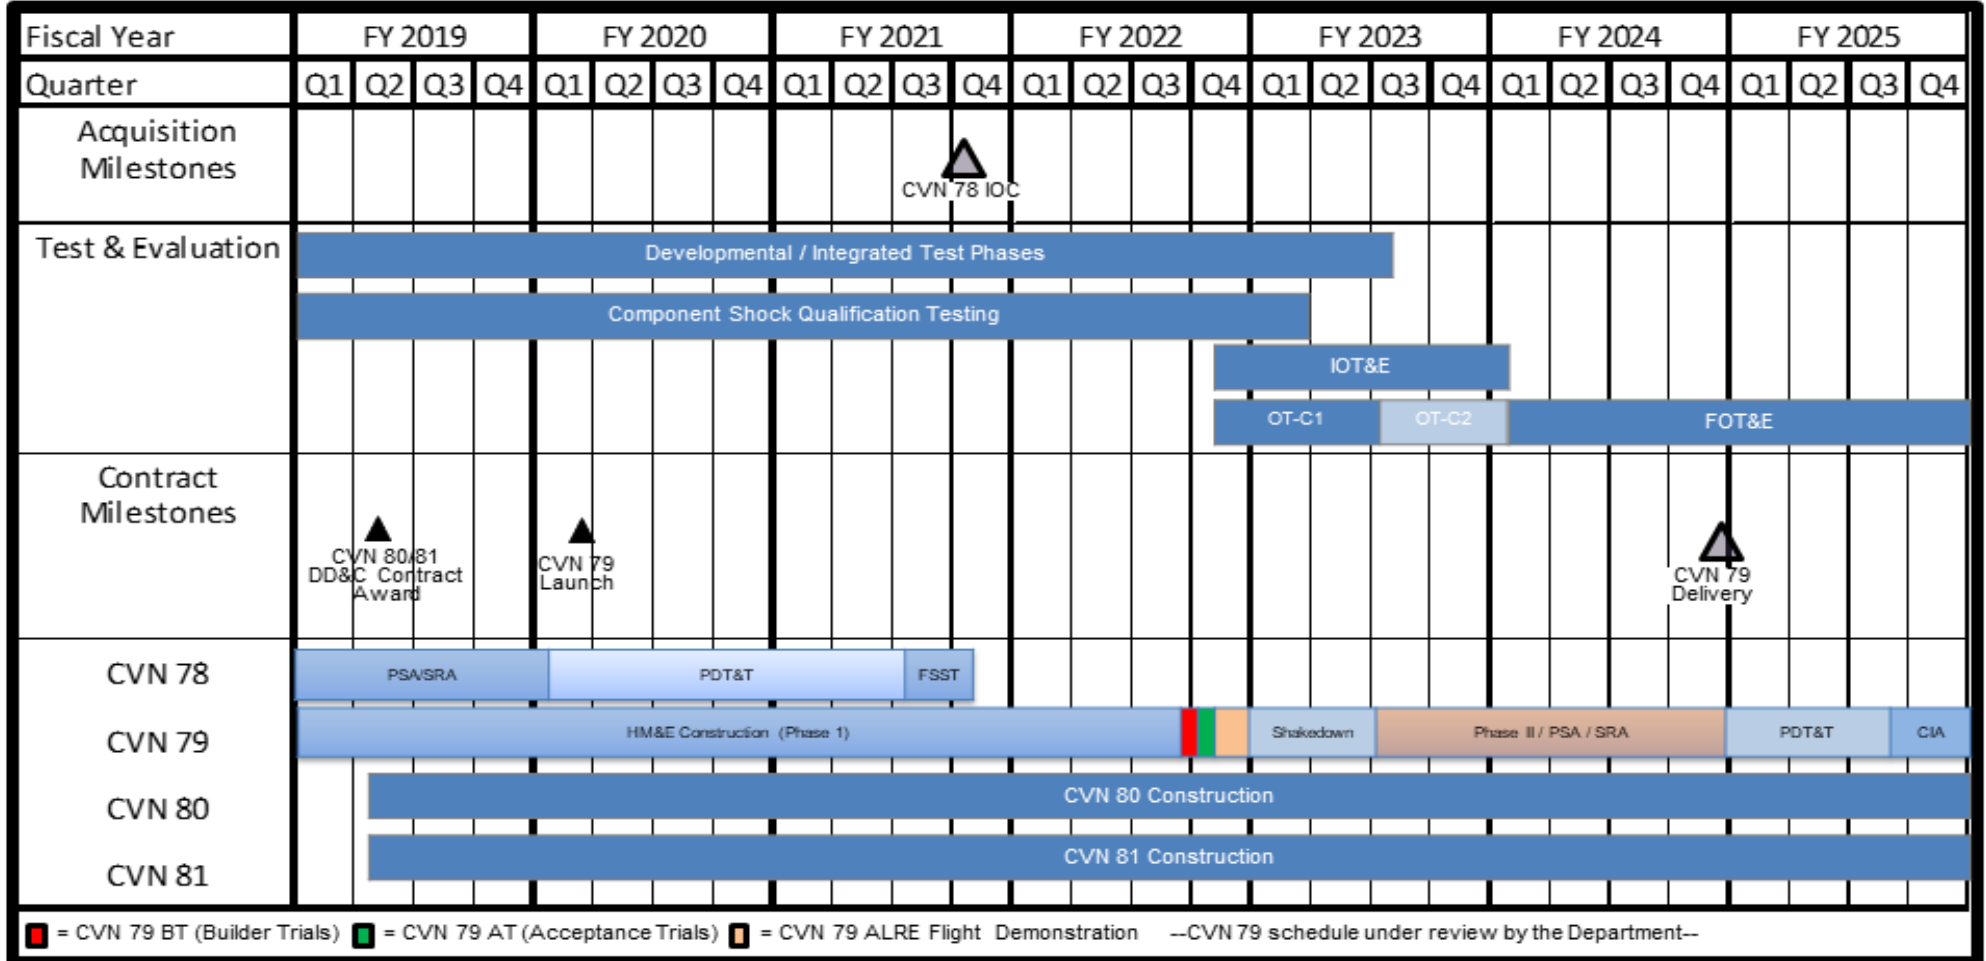 Fiscal Year FY 2019 FY 2020 FY 2021 FY 2022 FY 2023 FY 2024 FY 2025
Quarter Q1 Q2 Q3 Q4 Q1 Q2 Q3 Q4 Q1 Q2 Q3 Q4 Q1 Q2 Q3 Q4 Q1 Q2 Q3 Q4 Q1 Q2 Q3 Q4 Q1 Q2 Q3 Q4
Acquisition
Milestones
CVN 78 IOC
Test & Evaluation
Developmental / Integrated Test Phases
Component Shock Qualification Testing
IOT&E
OT-C1 OT-C2 FOT&E
Contract
Milestones
CVN 80/81
DD&C Contract
Award
CVN 79
Launch
CVN 79
Delivery
CVN 78 PSA/SRA PDT&T FSST
CVN 79 HM&E Construction (Phase 1) Shakedown Phase II / PSA / SRA PDT&T CIA
CVN 80 CVN 80 Construction
CVN 81 CVN 81 Construction
= CVN 79 BT (Builder Trials) = CVN 79 AT (Acceptance Trials) = CVN 79 ALRE Flight Demonstration --CVN 79 schedule under review by the Department--